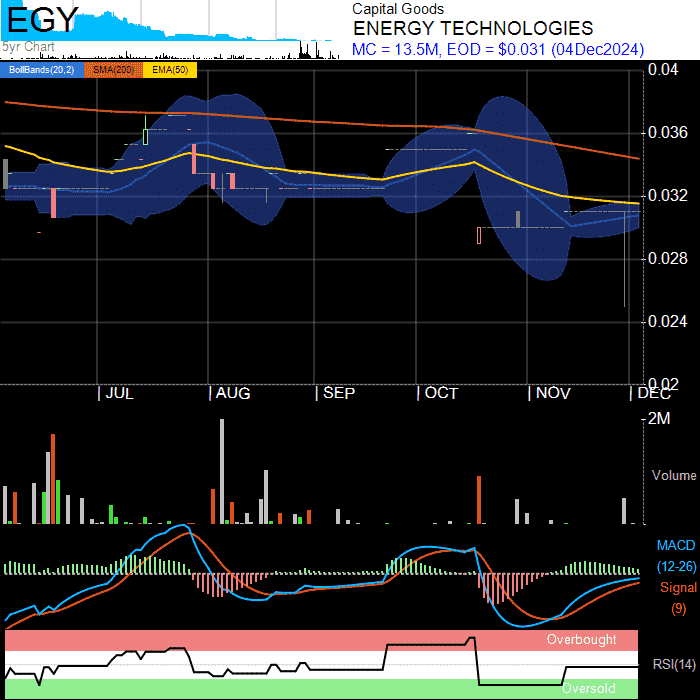 EGY
Capital Goods
ENERGY TECHNOLOGIES
5yr Chart
MC = 13.5M, EOD = $0.031 (04Dec2024)
BollBands(20,2) SMA(200) EMA(50)
0.04
0.036
0.032
0.028
0.024
0.02
JUL AUG SEP OCT NOV DEC
2M
Volume
MACD
(12-26)
Signal
(9)
Overbought
RSI(14)
Oversold